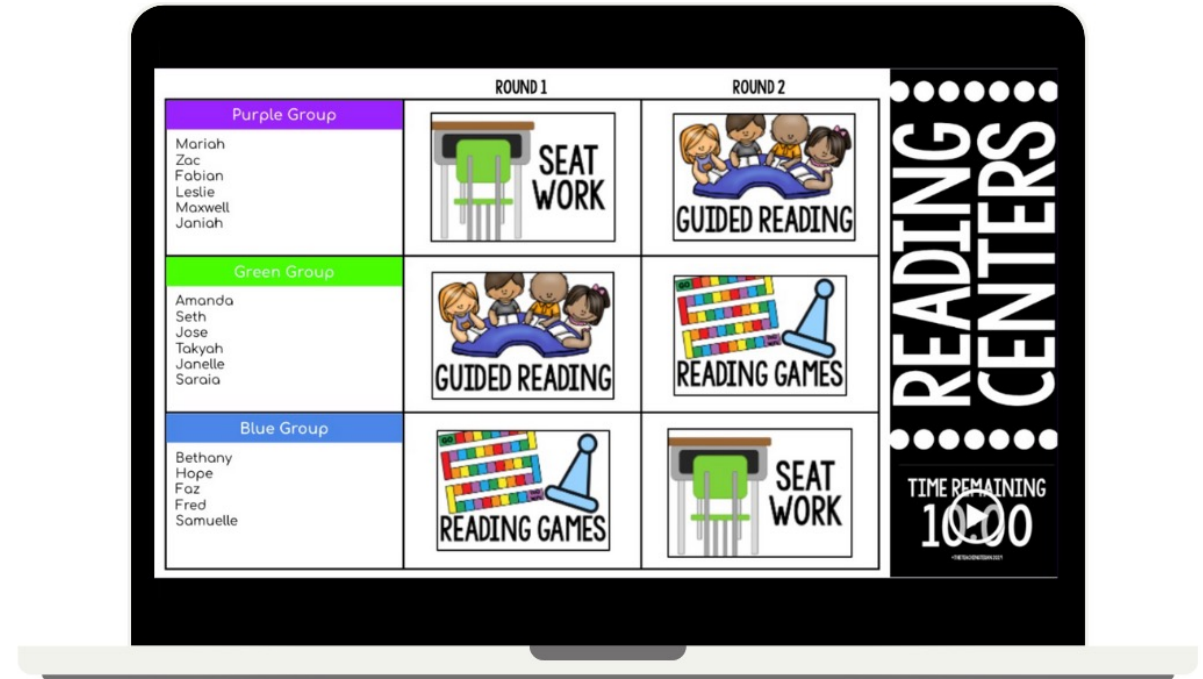 ROUND 1
ROUND 2
Purple Group
Mariah
Zac
Fabian
Leslie
Maxwell
Janiah
SEAT
WORK
GUIDED READING
Green Group
Amanda
Seth
Jose
Takyah
Janelle
Saraia
GO
GUIDED READING
READING GAMES
Blue Group
Bethany
Hope
Faz
Fred
Samuelle
GO
READING GAMES
SEAT
WORK
READING
CENTERS
TIME REMAINING
10:00